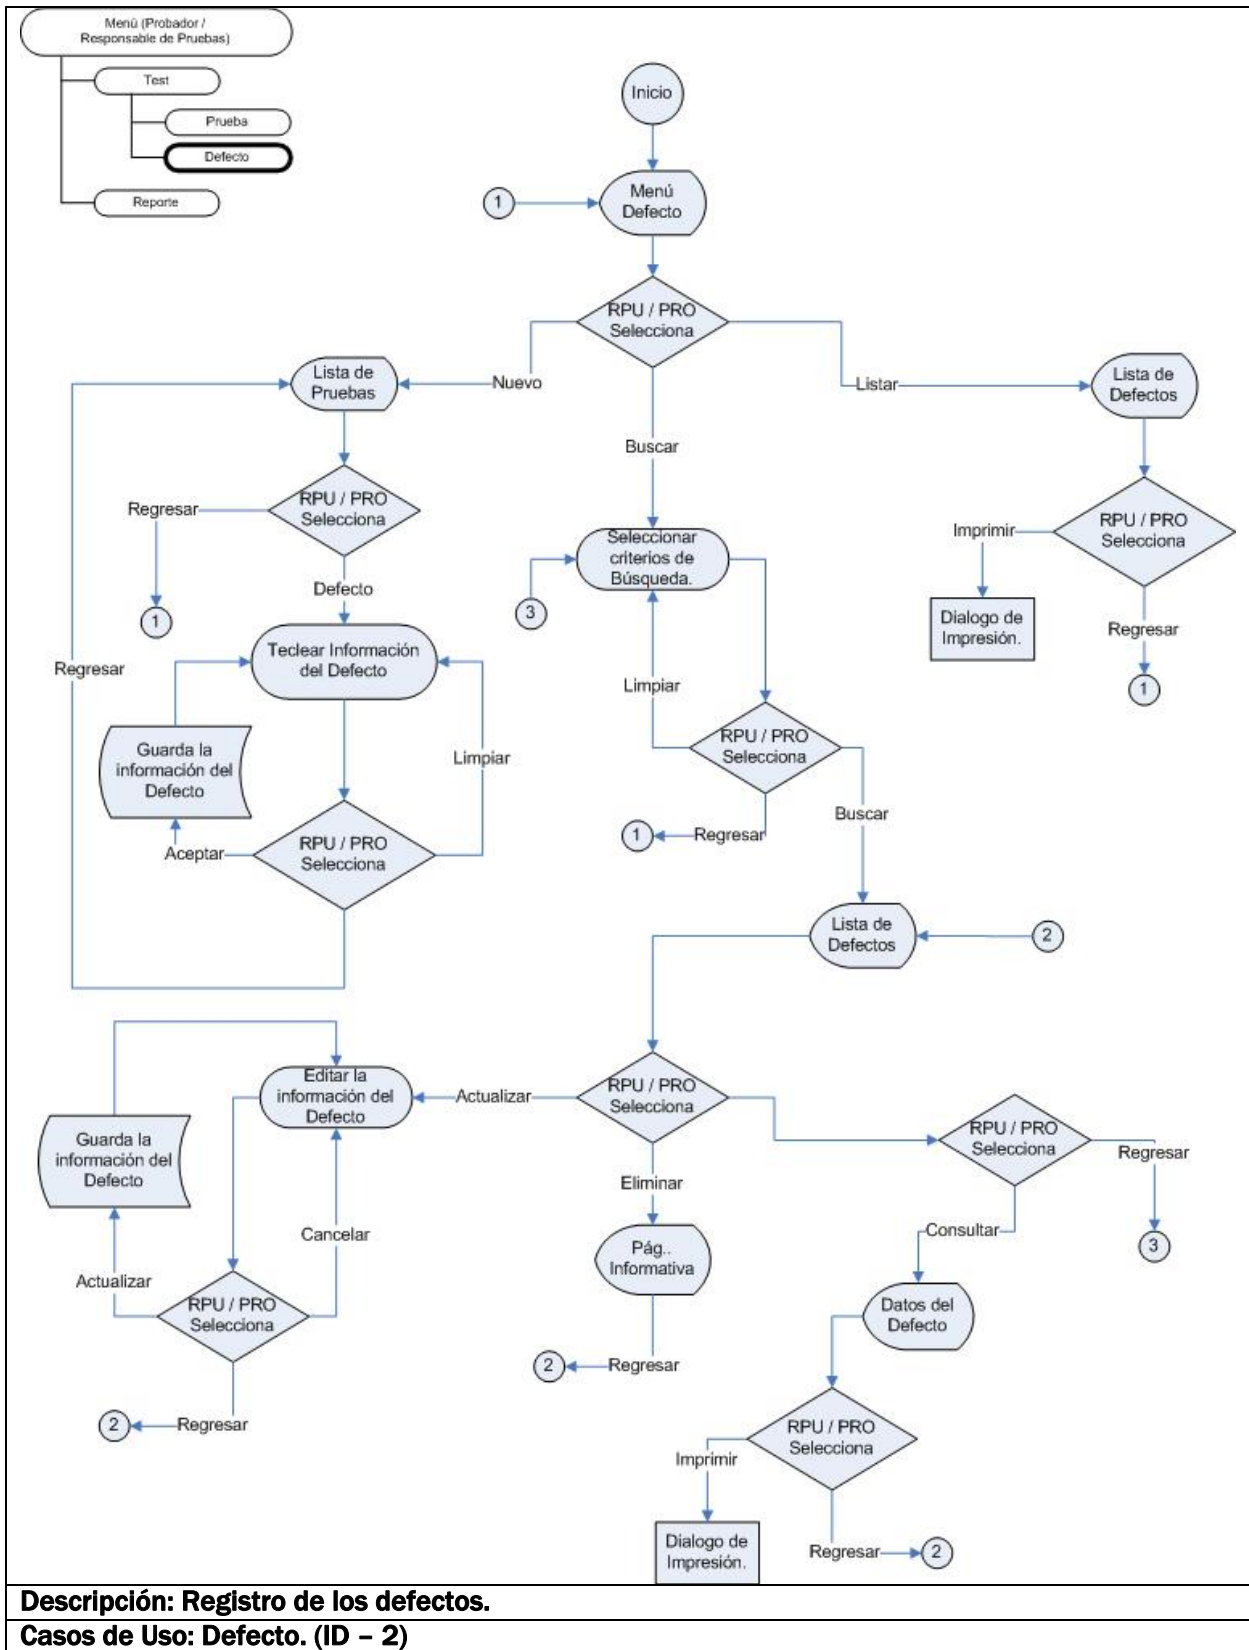 Menú (Probador /
Responsable de Pruebas)
Test
Prueba
Defecto
Reporte
Inicio
1
Menú
Defecto
RPU / PRO
Selecciona
Lista de
Pruebas
Nuevo
Listar
Lista de
Defectos
Buscar
RPU / PRO
Selecciona
Regresar
Defecto
1
Seleccionar
criterios de
Búsqueda.
3
RPU / PRO
Selecciona
Imprimir
Dialogo de
Impresión.
Regresar
1
Teclear Información
del Defecto
Regresar
Limpiar
Guarda la
información del
Defecto
Limpiar
RPU / PRO
Selecciona
Aceptar
RPU / PRO
Selecciona
1
Regresar
Buscar
Lista de
Defectos
2
Editar la
información del
Defecto
Actualizar
RPU / PRO
Selecciona
RPU / PRO
Selecciona
Regresar
Guarda la
información del
Defecto
Eliminar
Cancelar
Consultar
3
Pág..
Informativa
Actualizar
RPU / PRO
Selecciona
Datos del
Defecto
2
Regresar
2
Regresar
RPU / PRO
Selecciona
Imprimir
Dialogo de
Impresión.
Regresar
2
Descripción: Registro de los defectos.
Casos de Uso: Defecto. (ID – 2)